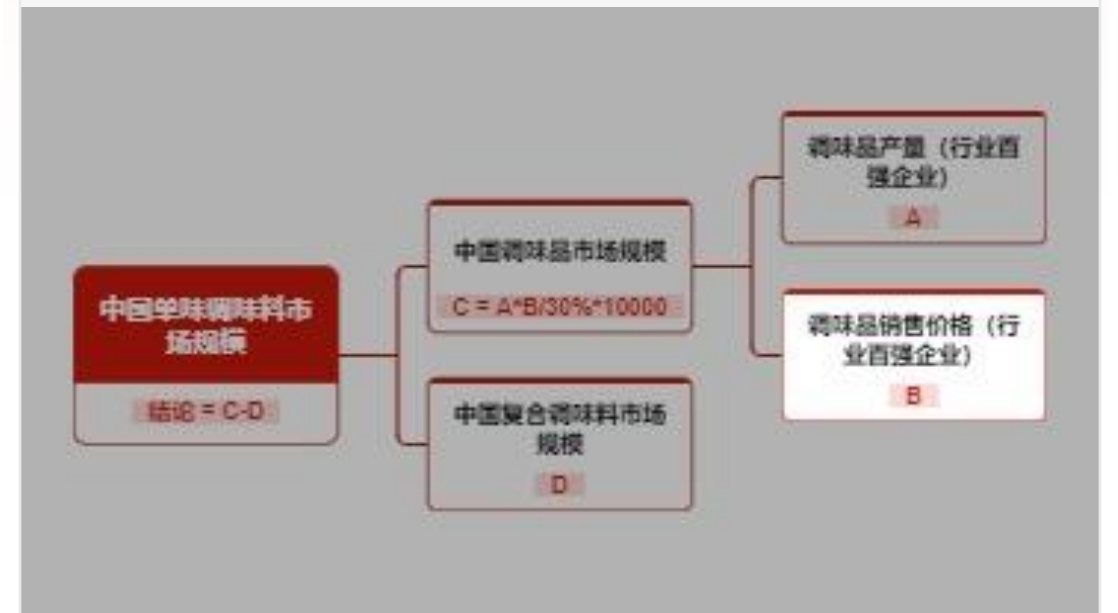 调味品产量（行业百
强企业）
A
中国调味品市场规模
C = A*B/30%*10000
中国单味调味料市
场规模
结论 = C-D
调味品销售价格（行
业百强企业）
B
中国复合调味料市场
规模
D